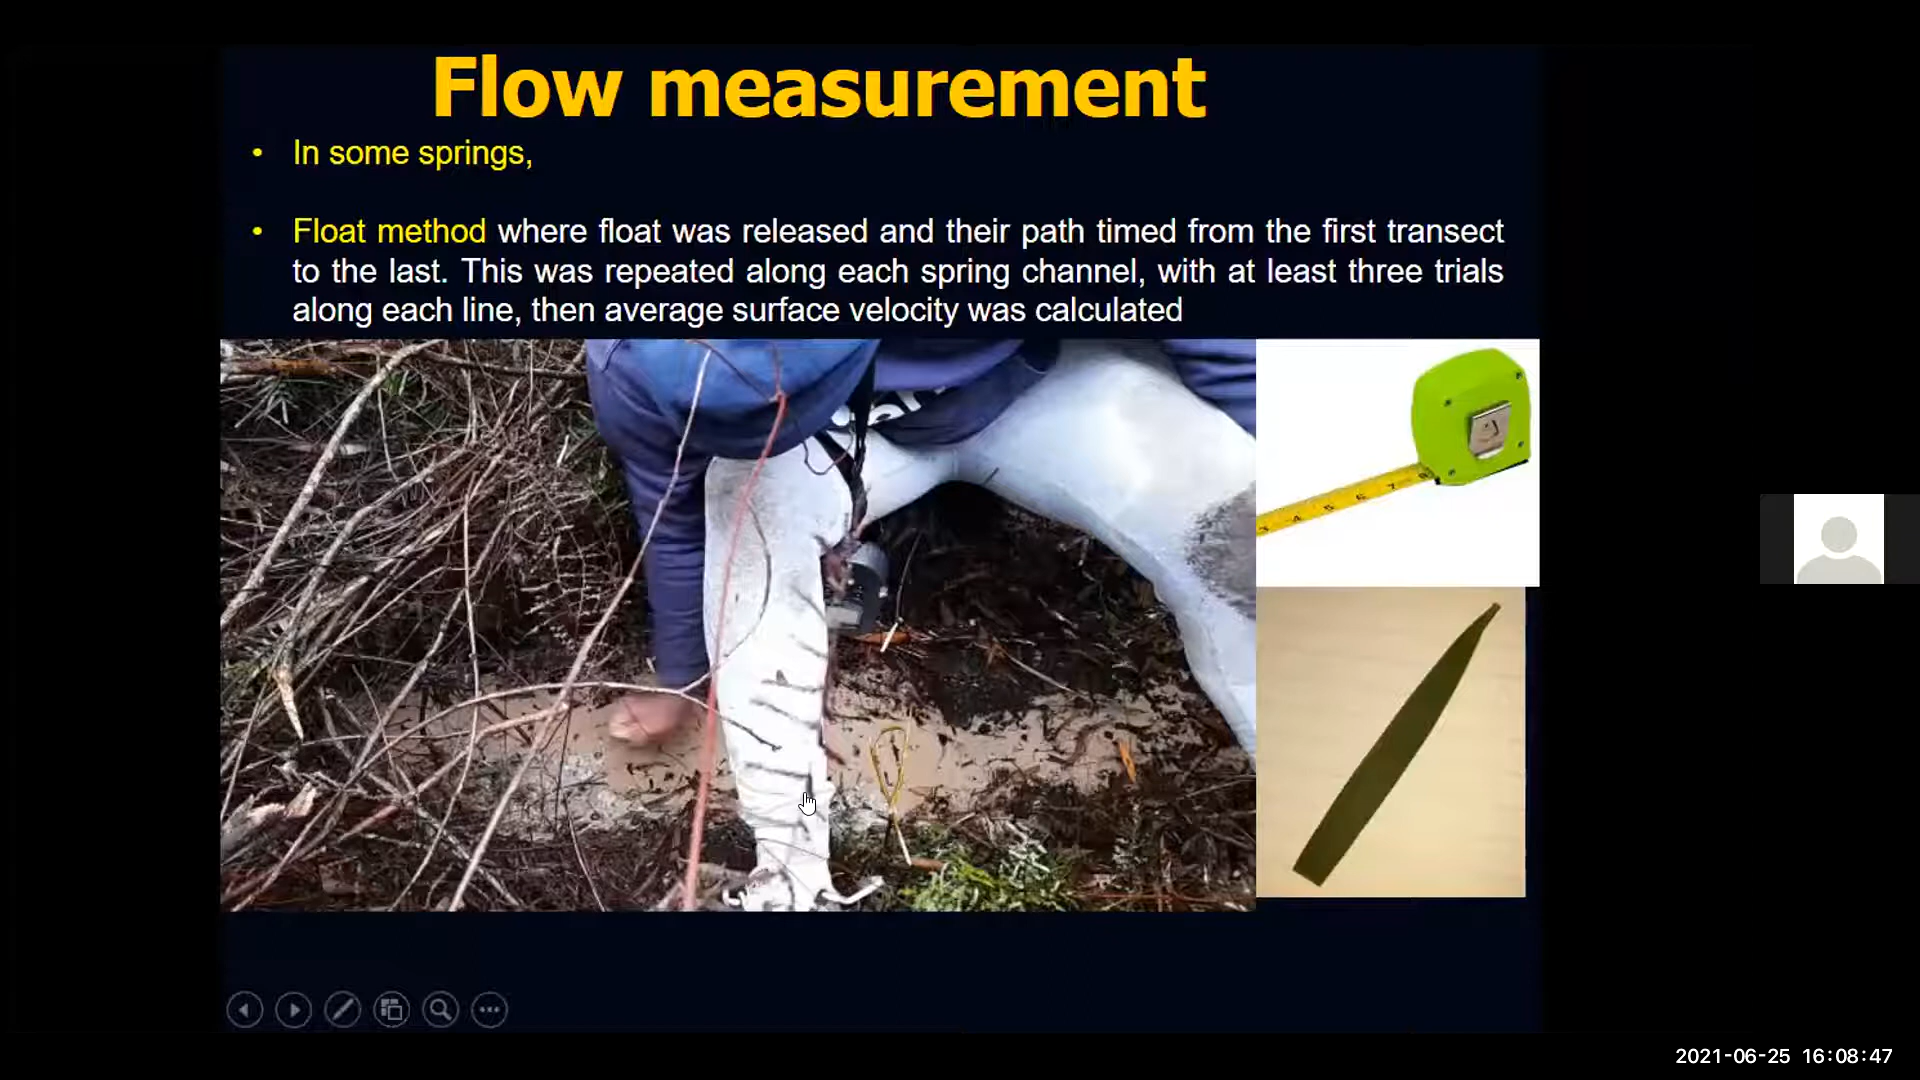 Flow measurement
• In some springs,
• Float method where float was released and their path timed from the first transect
to the last. This was repeated along each spring channel, with at least three trials
along each line, then average surface velocity was calculated
2021-06-25 16:08:47